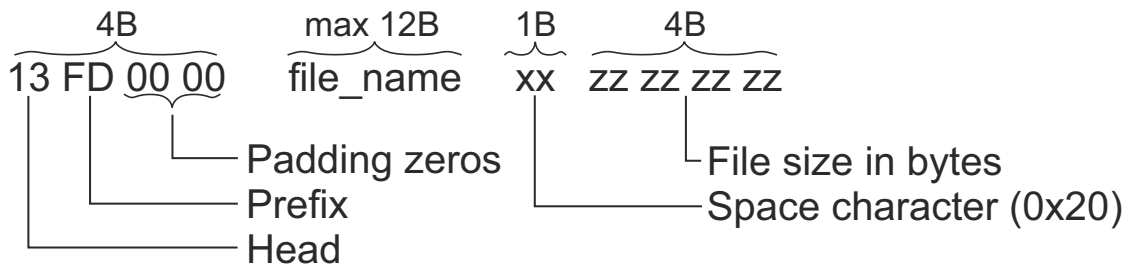 4B max 12B 1B 4B
13 FD 00 00 file_name xx zz zz zz zz
Padding zeros File size in bytes
Prefix Space character (0x20)
Head